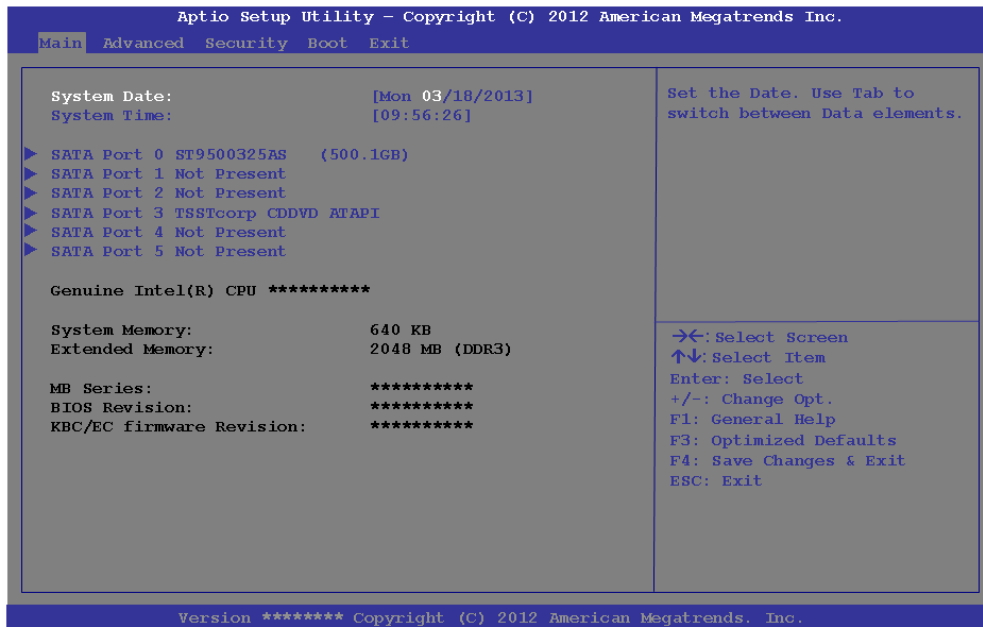 Aptio Setup Utility – Copyright (C) 2012 American Megatrends Inc.
Main Advanced Security Boot Exit
System Date: [Mon 03/18/2013]
System Time: [09:56:26]
SATA Port 0 ST9500325AS (500.1GB)
SATA Port 1 Not Present
SATA Port 2 Not Present
SATA Port 3 TSSTcorp CDDVD ATAPI
SATA Port 4 Not Present
SATA Port 5 Not Present
Genuine Intel(R) CPU **********
System Memory: 640 KB
Extended Memory: 2048 MB (DDR3)
MB Series: **********
BIOS Revision: **********
KBC/EC firmware Revision: **********
Set the Date. Use Tab to
switch between Data elements.
→←: Select Screen
↑↓: Select Item
Enter: Select
+/-: Change Opt.
F1: General Help
F3: Optimized Defaults
F4: Save Changes & Exit
ESC: Exit
Version ******** Copyright (C) 2012 American Megatrends. Inc.